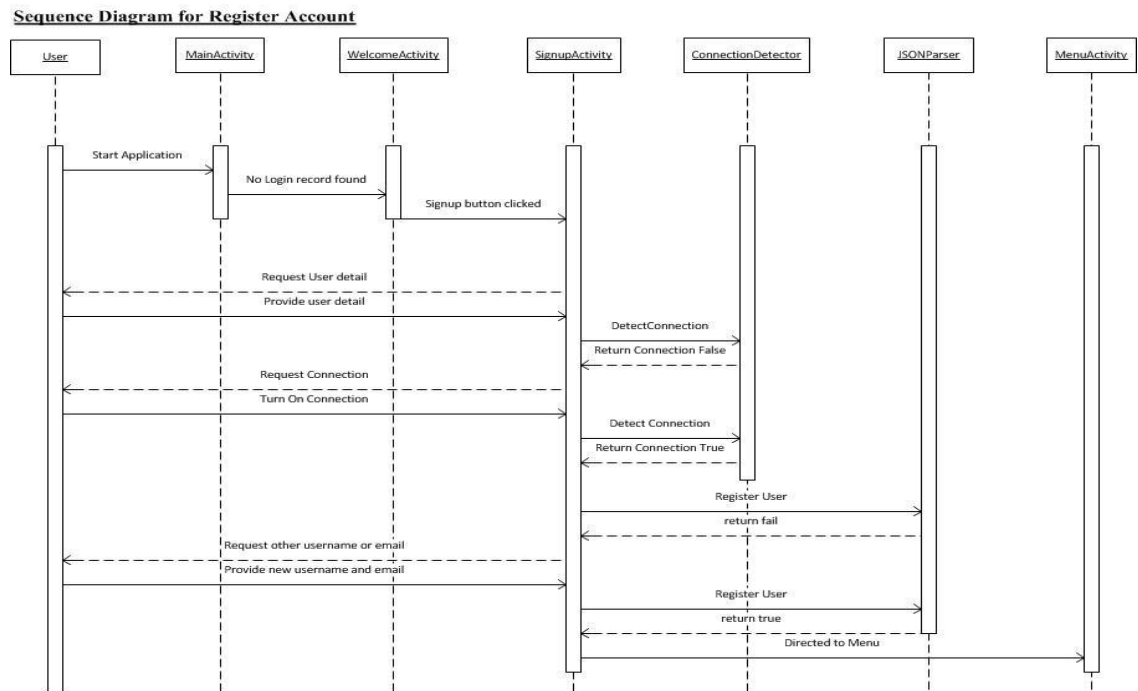 Sequence Diagram for Register Account
User
MainActivity
WelcomeActivity
SignupActivity
ConnectionDetector
JSONParser
MenuActivity
Start Application
No Login record found
Signup button clicked
Request User detail
Provide user detail
DetectConnection
Return Connection False
Request Connection
Turn On Connection
Detect Connection
Return Connection True
Register User
return fail
Request other username or email
Provide new username and email
Register User
return true
Directed to Menu